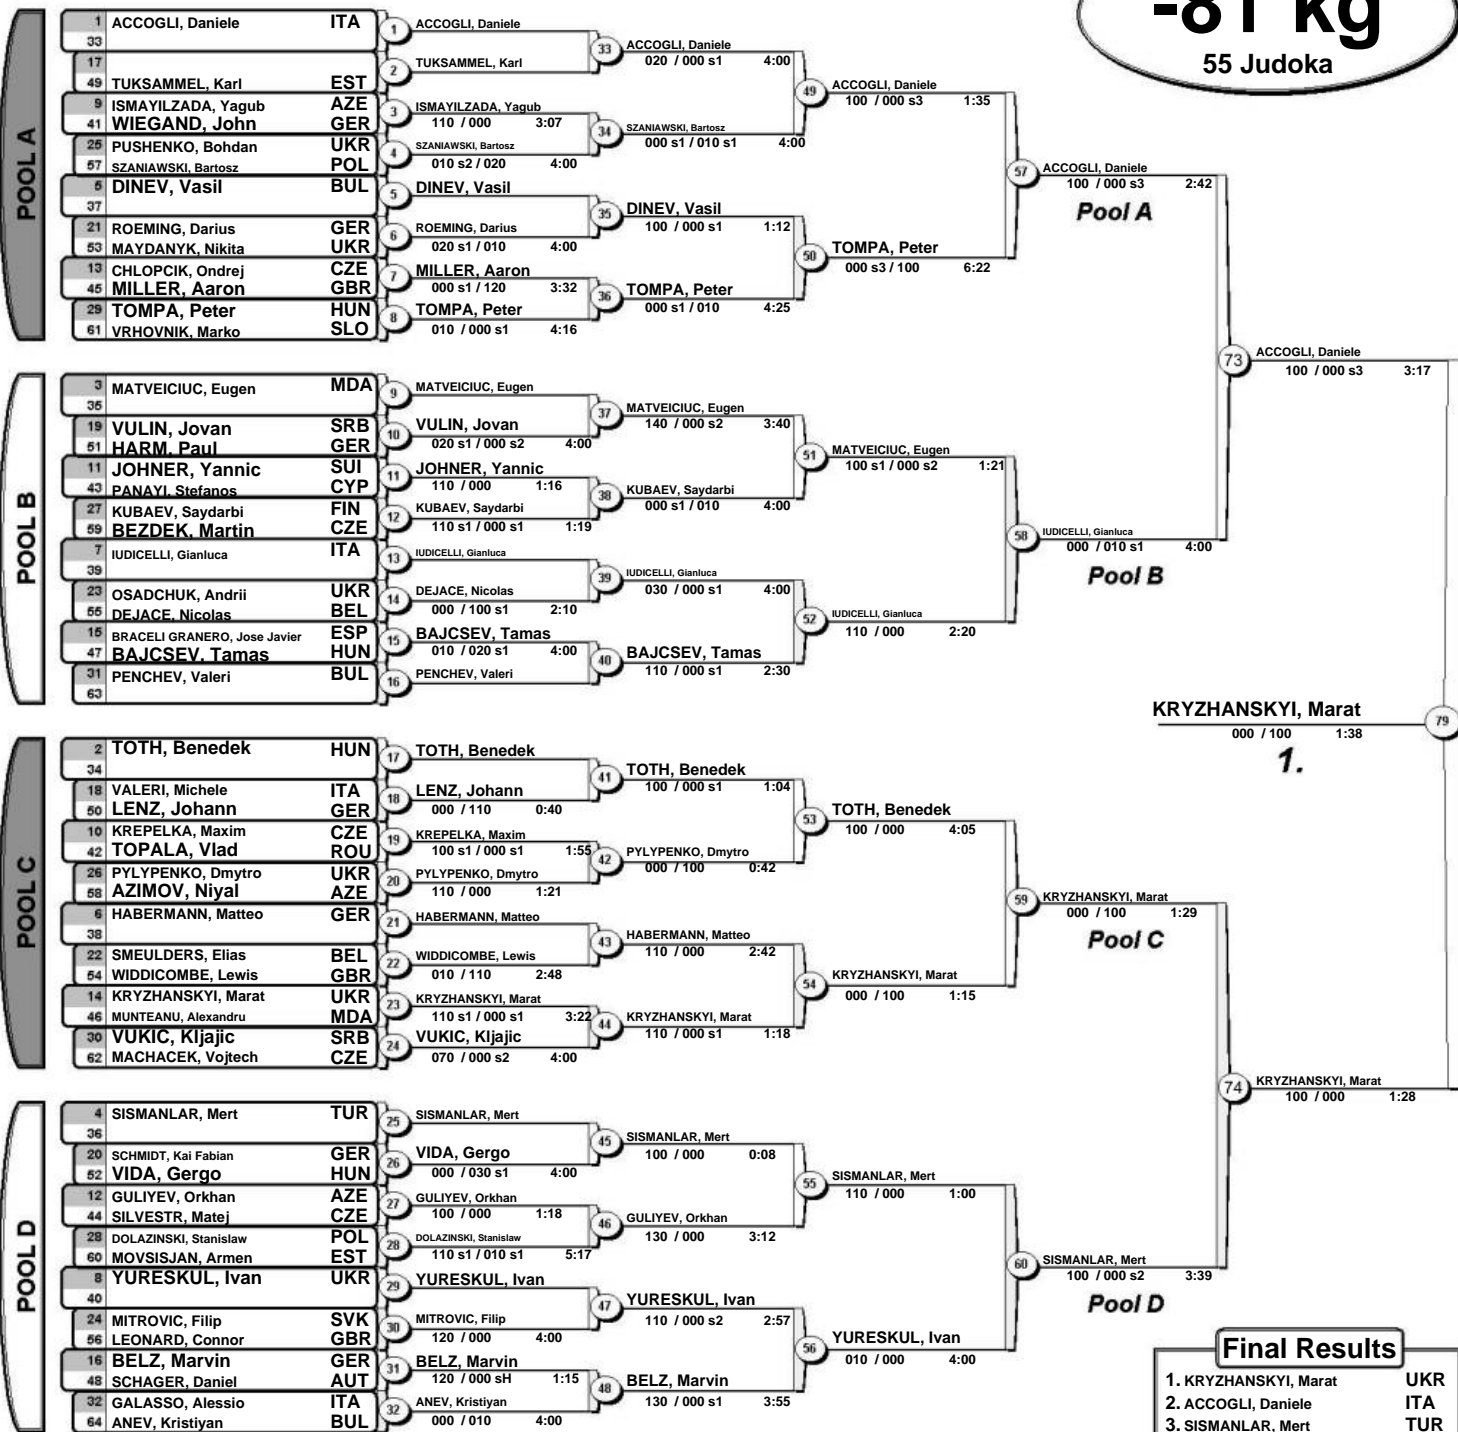 -81 kg
55 Judoka
POOL A
1 ACCOGLI, Daniele ITA
33
17
49 TUKSAMMEL, Karl EST
9 ISMAYILZADA, Yagub AZE
41 WIEGAND, John GER
25 PUSHENKO, Bohdan UKR
57 SZANIAWSKI, Bartosz POL
5 DINEV, Vasil BUL
37
21 ROEMING, Darius GER
53 MAYDANYK, Nikita UKR
13 CHLOPCIK, Ondrej CZE
45 MILLER, Aaron GBR
29 TOMPA, Peter HUN
61 VRHOVNIK, Marko SLO
1 ACCOGLI, Daniele
2 TUKSAMMEL, Karl
3 ISMAYILZADA, Yagub
110 / 000 3:07
4 SZANIAWSKI, Bartosz
010 s2 / 020 4:00
5 DINEV, Vasil
6 ROEMING, Darius
020 s1 / 010 4:00
7 MILLER, Aaron
000 s1 / 120 3:32
8 TOMPA, Peter
010 / 000 s1 4:16
33 ACCOGLI, Daniele
020 / 000 s1 4:00
34 SZANIAWSKI, Bartosz
000 s1 / 010 s1 4:00
35 DINEV, Vasil
100 / 000 s1 1:12
36 TOMPA, Peter
000 s1 / 010 4:25
49 ACCOGLI, Daniele
100 / 000 s3 1:35
50 TOMPA, Peter
000 s3 / 100 6:22
57 ACCOGLI, Daniele
100 / 000 s3 2:42
Pool A
POOL B
3 MATVEICIUC, Eugen MDA
35
19 VULIN, Jovan SRB
51 HARM, Paul GER
11 JOHNER, Yannic SUI
43 PANAYI, Stefanos CYP
27 KUBAEV, Saydarbi FIN
59 BEZDEK, Martin CZE
7 IUDICELLI, Gianluca ITA
39
23 OSADCHUK, Andrii UKR
55 DEJACE, Nicolas BEL
15 BRACELI GRANERO, Jose Javier ESP
47 BAJCSEV, Tamas HUN
31 PENCHEV, Valeri BUL
63
9 MATVEICIUC, Eugen
10 VULIN, Jovan
020 s1 / 000 s2 4:00
11 JOHNER, Yannic
110 / 000 1:16
12 KUBAEV, Saydarbi
110 s1 / 000 s1 1:19
13 IUDICELLI, Gianluca
14 DEJACE, Nicolas
000 / 100 s1 2:10
15 BAJCSEV, Tamas
010 / 020 s1 4:00
16 PENCHEV, Valeri
37 MATVEICIUC, Eugen
140 / 000 s2 3:40
38 KUBAEV, Saydarbi
000 s1 / 010 4:00
39 IUDICELLI, Gianluca
030 / 000 s1 4:00
40 BAJCSEV, Tamas
110 / 000 s1 2:30
51 MATVEICIUC, Eugen
100 s1 / 000 s2 1:21
52 IUDICELLI, Gianluca
110 / 000 2:20
58 IUDICELLI, Gianluca
000 / 010 s1 4:00
Pool B
73 ACCOGLI, Daniele
100 / 000 s3 3:17
KRYZHANSKYI, Marat 79
000 / 100 1:38
1.
POOL C
2 TOTH, Benedek HUN
34
18 VALERI, Michele ITA
50 LENZ, Johann GER
10 KREPELKA, Maxim CZE
42 TOPALA, Vlad ROU
26 PYLYPENKO, Dmytro UKR
58 AZIMOV, Niyal AZE
6 HABERMANN, Matteo GER
38
22 SMEULDERS, Elias BEL
54 WIDDICOMBE, Lewis GBR
14 KRYZHANSKYI, Marat UKR
46 MUNTEANU, Alexandru MDA
30 VUKIC, Kljajic SRB
62 MACHACEK, Vojtech CZE
17 TOTH, Benedek
18 LENZ, Johann
000 / 110 0:40
19 KREPELKA, Maxim
100 s1 / 000 s1 1:55
20 PYLYPENKO, Dmytro
110 / 000 1:21
21 HABERMANN, Matteo
22 WIDDICOMBE, Lewis
010 / 110 2:48
23 KRYZHANSKYI, Marat
110 s1 / 000 s1 3:22
24 VUKIC, Kljajic
070 / 000 s2 4:00
41 TOTH, Benedek
100 / 000 s1 1:04
42 PYLYPENKO, Dmytro
000 / 100 0:42
43 HABERMANN, Matteo
110 / 000 2:42
44 KRYZHANSKYI, Marat
110 / 000 s1 1:18
53 TOTH, Benedek
100 / 000 4:05
54 KRYZHANSKYI, Marat
000 / 100 1:15
59 KRYZHANSKYI, Marat
000 / 100 1:29
Pool C
74 KRYZHANSKYI, Marat
100 / 000 1:28
POOL D
4 SISMANLAR, Mert TUR
36
20 SCHMIDT, Kai Fabian GER
52 VIDA, Gergo HUN
12 GULIYEV, Orkhan AZE
44 SILVESTR, Matej CZE
28 DOLAZINSKI, Stanislaw POL
60 MOVSISJAN, Armen EST
8 YURESKUL, Ivan UKR
40
24 MITROVIC, Filip SVK
56 LEONARD, Connor GBR
16 BELZ, Marvin GER
48 SCHAGER, Daniel AUT
32 GALASSO, Alessio ITA
64 ANEV, Kristiyan BUL
25 SISMANLAR, Mert
26 VIDA, Gergo
000 / 030 s1 4:00
27 GULIYEV, Orkhan
100 / 000 1:18
28 DOLAZINSKI, Stanislaw
110 s1 / 010 s1 5:17
29 YURESKUL, Ivan
30 MITROVIC, Filip
120 / 000 4:00
31 BELZ, Marvin
120 / 000 sH 1:15
32 ANEV, Kristiyan
000 / 010 4:00
45 SISMANLAR, Mert
100 / 000 0:08
46 GULIYEV, Orkhan
130 / 000 3:12
47 YURESKUL, Ivan
110 / 000 s2 2:57
48 BELZ, Marvin
130 / 000 s1 3:55
55 SISMANLAR, Mert
110 / 000 1:00
56 YURESKUL, Ivan
010 / 000 4:00
60 SISMANLAR, Mert
100 / 000 s2 3:39
Pool D
Final Results
1. KRYZHANSKYI, Marat UKR
2. ACCOGLI, Daniele ITA
3. SISMANLAR, Mert TUR